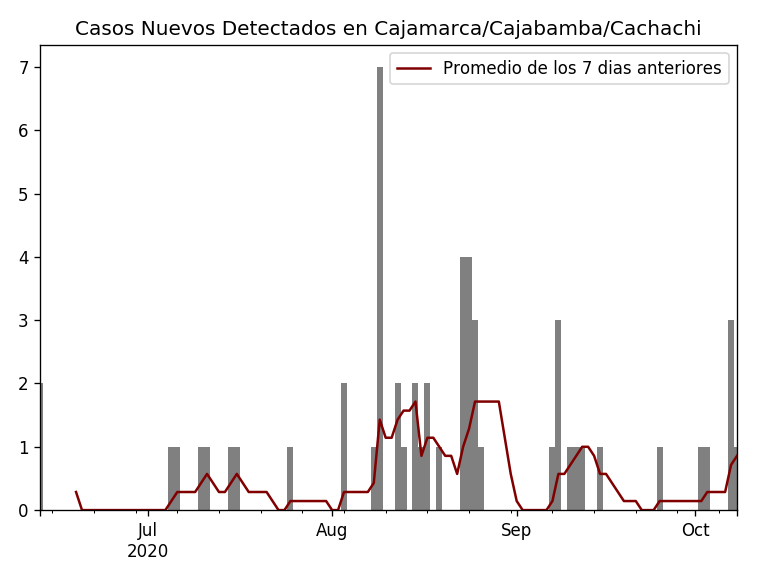 Casos Nuevos Detectados en Cajamarca/Cajabamba/Cachachi
Promedio de los 7 dias anteriores
7
6
5
4
3
2
1
0
Jul
2020
Aug
Sep
Oct